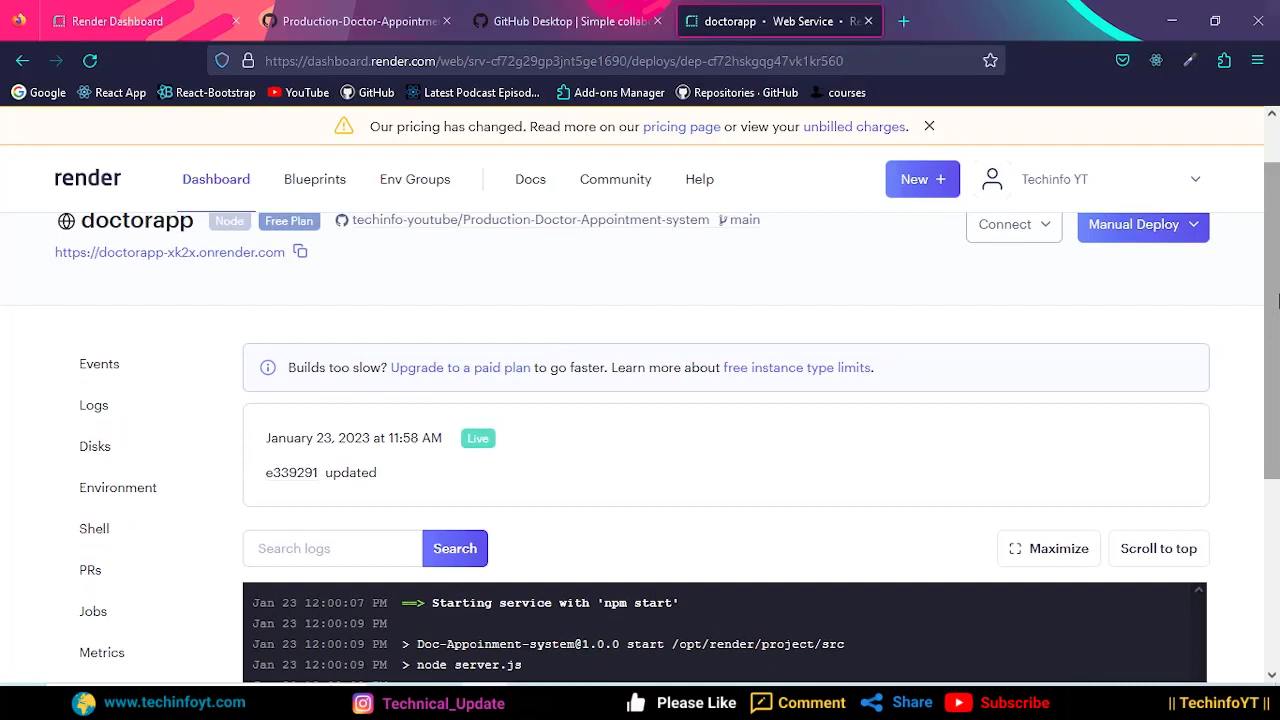 Render Dashboard
Production-Doctor-Appointme
GitHub Desktop | Simple collab
doctorapp • Web Service • Re
https://dashboard.render.com/web/srv-cf72g29gp3jnt5ge1690/deploys/dep-cf72hskgqg47vk1kr560
Google
React App
React-Bootstrap
YouTube
GitHub
Latest Podcast Episod...
Add-ons Manager
Repositories · GitHub
courses
Our pricing has changed. Read more on our pricing page or view your unbilled charges.
render
Dashboard
Blueprints
Env Groups
Docs
Community
Help
New +
Techinfo YT
doctorapp
Node
Free Plan
techinfo-youtube/Production-Doctor-Appointment-system
main
Connect
Manual Deploy
https://doctorapp-xk2x.onrender.com
Events
Logs
Disks
Environment
Shell
PRs
Jobs
Metrics
Builds too slow? Upgrade to a paid plan to go faster. Learn more about free instance type limits.
January 23, 2023 at 11:58 AM
Live
e339291 updated
Search logs
Search
Maximize
Scroll to top
Jan 23 12:00:07 PM ==> Starting service with 'npm start'
Jan 23 12:00:09 PM
Jan 23 12:00:09 PM > Doc-Appoinment-system@1.0.0 start /opt/render/project/src
Jan 23 12:00:09 PM > node server.js
www.techinfoyt.com
Technical_Update
Please Like
Comment
Share
Subscribe
|| TechinfoYT ||